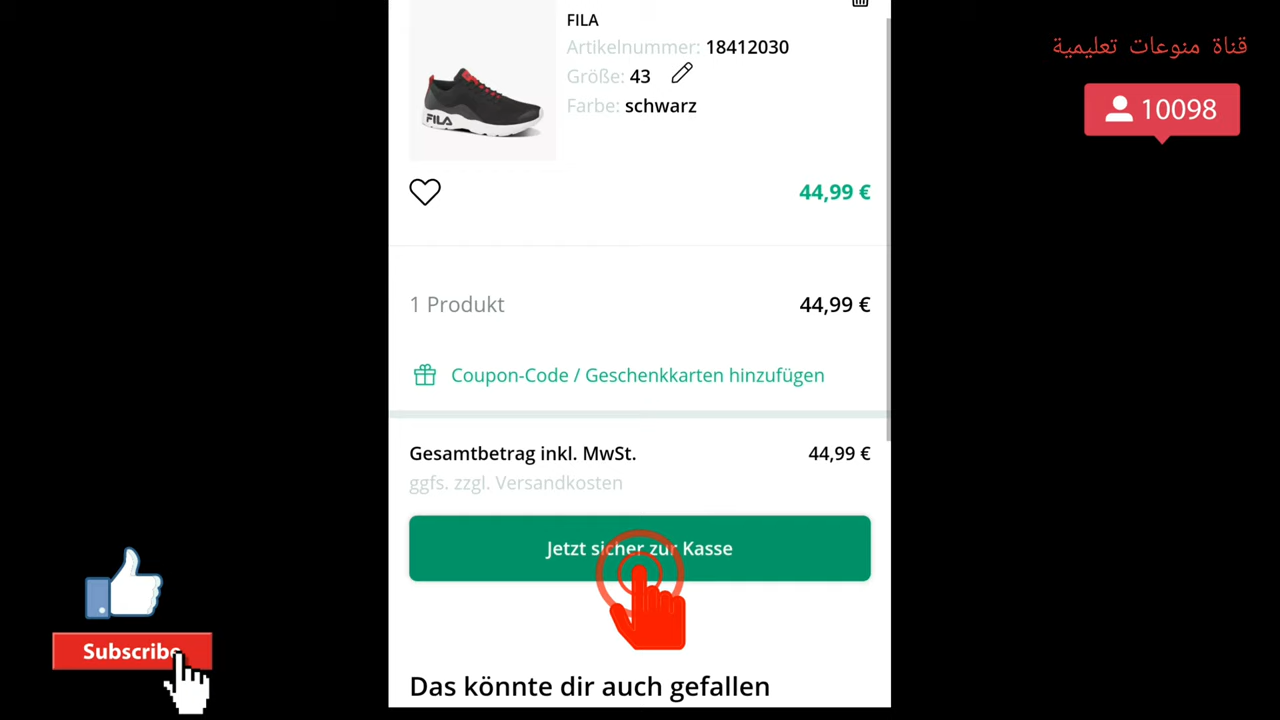 FILA
Artikelnummer: 18412030
Größe: 43
Farbe: schwarz
FILA
44,99 €
1 Produkt 44,99 €
Coupon-Code / Geschenkkarten hinzufügen
Gesamtbetrag inkl. MwSt. 44,99 €
ggfs. zzgl. Versandkosten
Jetzt sicher zur Kasse
Das könnte dir auch gefallen
قناة منوعات تعليمية
10098
Subscribe